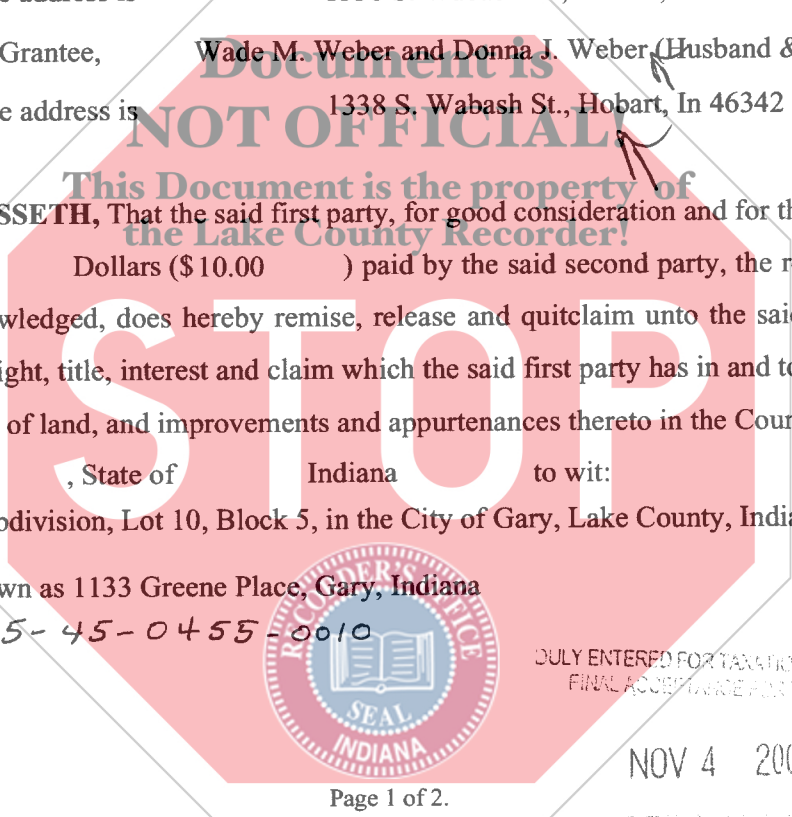 e address is
Grantee, Wade M. Weber and Donna J. Weber (Husband &
Document is
e address is 1338 S. Wabash St., Hobart, In 46342
NOT OFFICIAL!
This Document is the property of
SSETH, That the said first party, for good consideration and for th
the Lake County Recorder!
Dollars ($ 10.00 ) paid by the said second party, the r
wledged, does hereby remise, release and quitclaim unto the said
ight, title, interest and claim which the said first party has in and to
of land, and improvements and appurtenances thereto in the Coun
STOP
, State of Indiana to wit:
odivision, Lot 10, Block 5, in the City of Gary, Lake County, India
wn as 1133 Greene Place, Gary, Indiana
5-45-0455-0010
RECORDER'S OFFICE
SEAL
INDIANA
DULY ENTERED FOR TAXATIO
FINAL ACCEPTANCE FOR
NOV 4 200
Page 1 of 2.